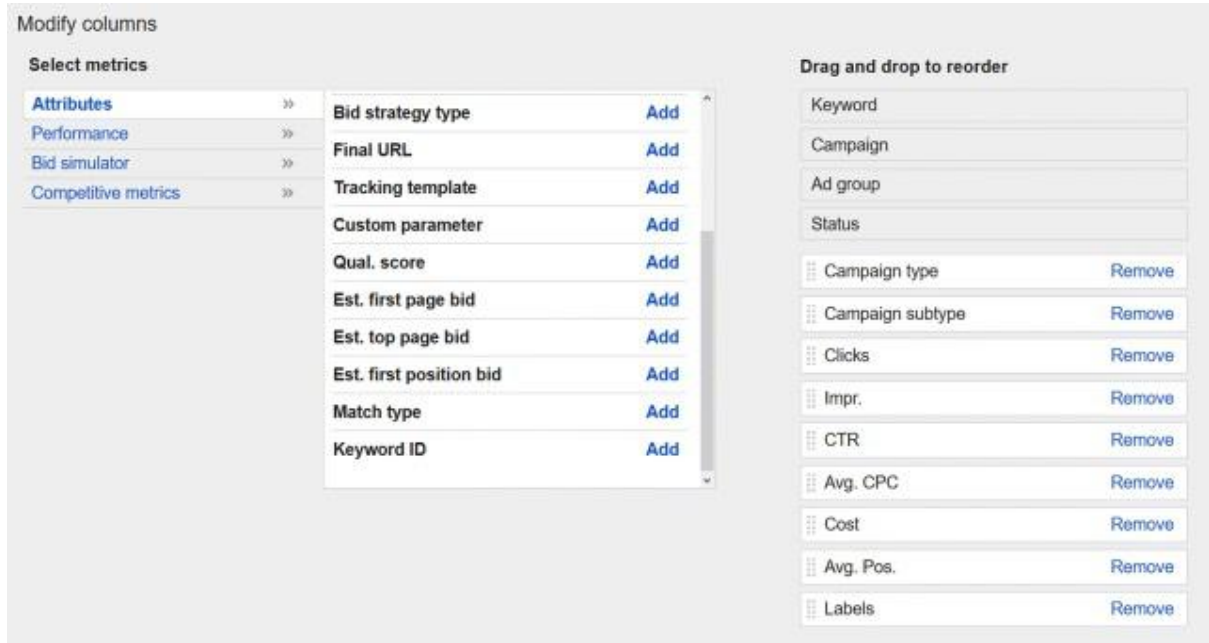 Modify columns
Select metrics
Attributes »
Performance »
Bid simulator »
Competitive metrics »
Bid strategy type Add
Final URL Add
Tracking template Add
Custom parameter Add
Qual. score Add
Est. first page bid Add
Est. top page bid Add
Est. first position bid Add
Match type Add
Keyword ID Add
Drag and drop to reorder
Keyword
Campaign
Ad group
Status
Campaign type Remove
Campaign subtype Remove
Clicks Remove
Impr. Remove
CTR Remove
Avg. CPC Remove
Cost Remove
Avg. Pos. Remove
Labels Remove